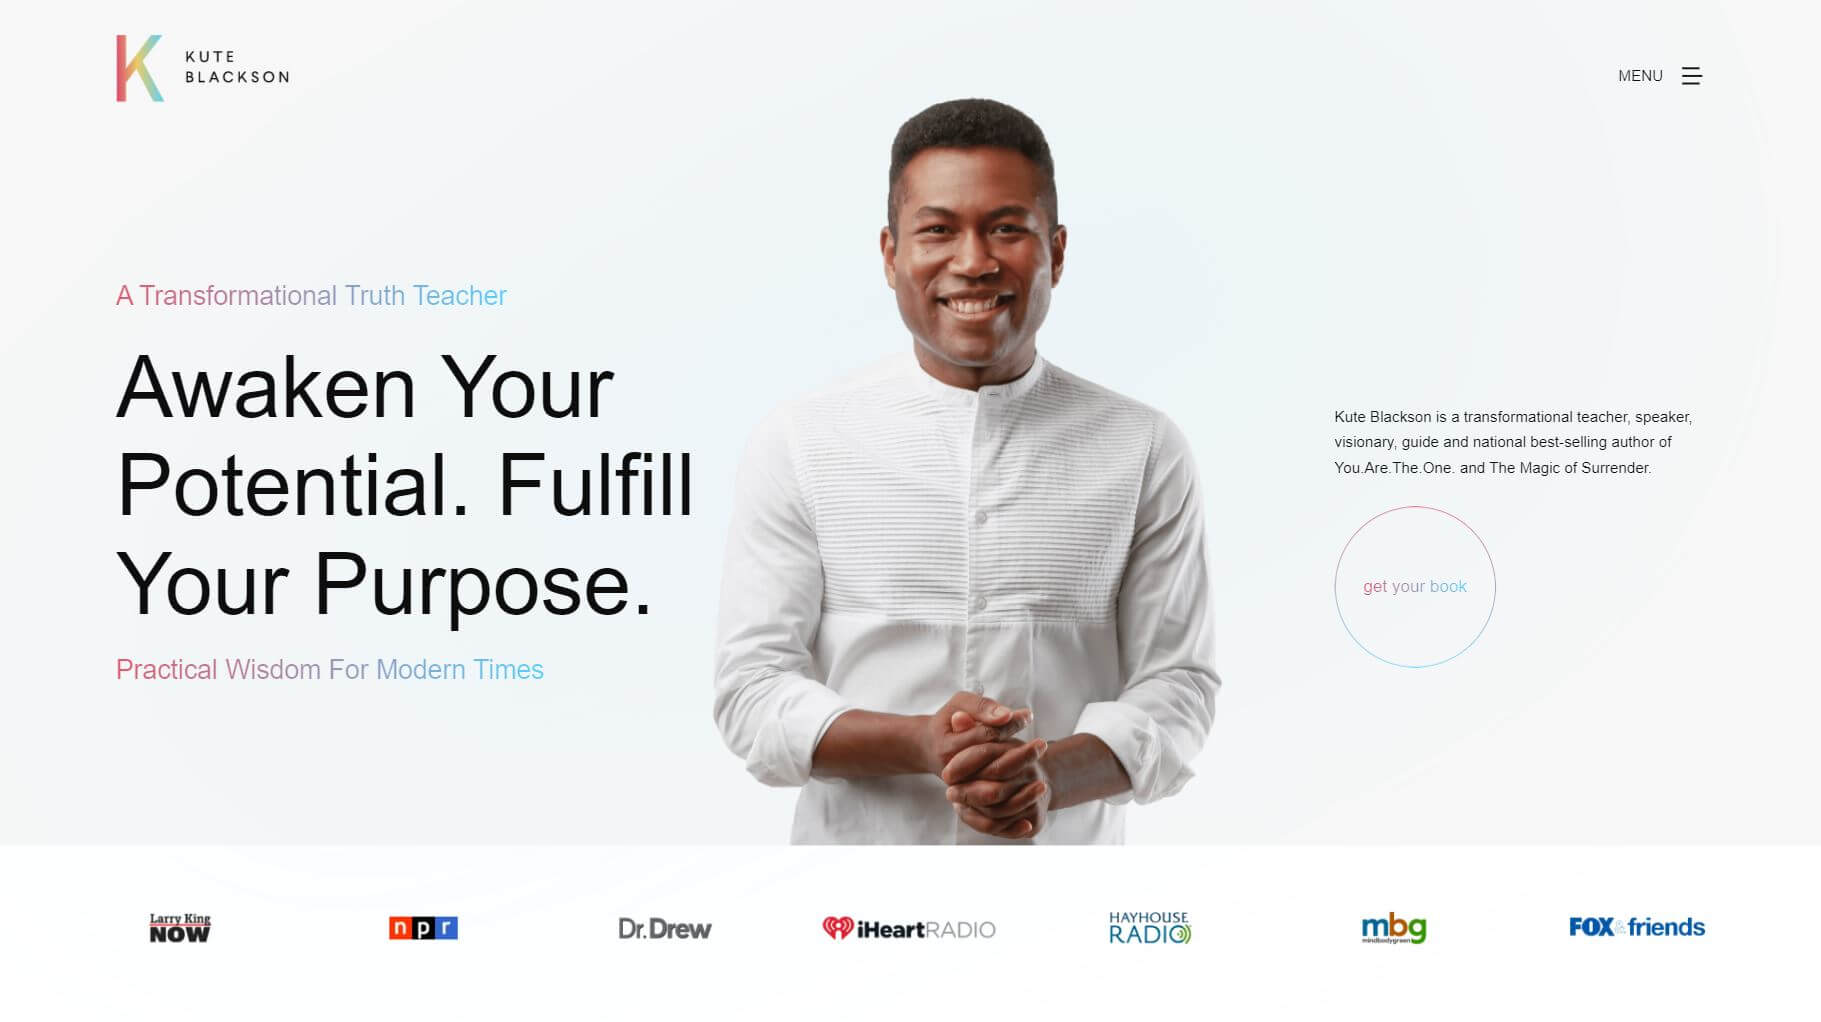 K
KUTE
BLACKSON
MENU
A Transformational Truth Teacher
Awaken Your
Potential. Fulfill
Your Purpose.
Practical Wisdom For Modern Times
Kute Blackson is a transformational teacher, speaker,
visionary, guide and national best-selling author of
You.Are.The.One. and The Magic of Surrender.
get your book
Larry King
NOW
npr
Dr.Drew
iHeartRADIO
HAYHOUSE
RADIO
mbg
mindbodygreen
FOX & friends